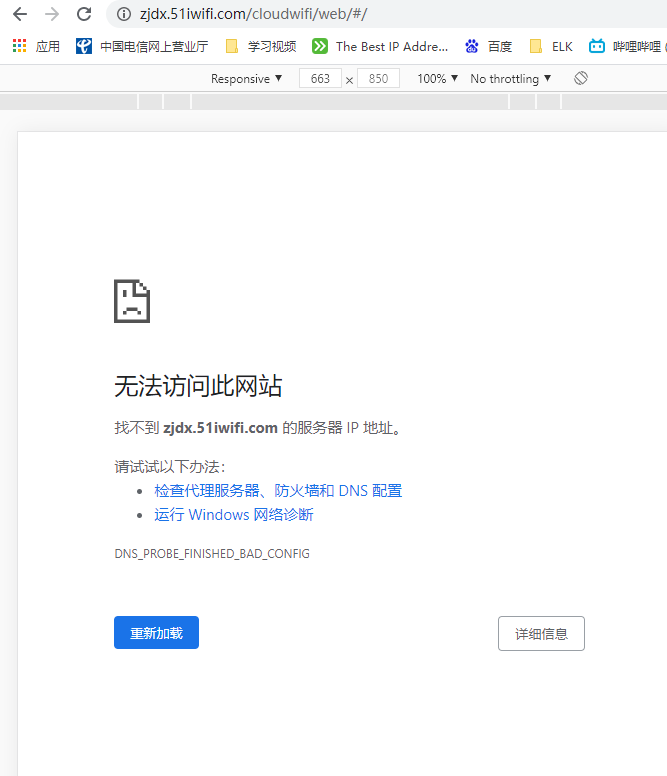 zjdx.51iwifi.com/cloudwifi/web/#/
应用 中国电信网上营业厅 学习视频 The Best IP Addre... 百度 ELK 哔哩哔哩 (
Responsive ▼ 663 × 850 100% ▼ No throttling ▼
无法访问此网站
找不到 zjdx.51iwifi.com 的服务器 IP 地址。
请试试以下办法：
• 检查代理服务器、防火墙和 DNS 配置
• 运行 Windows 网络诊断
DNS_PROBE_FINISHED_BAD_CONFIG
重新加载 详细信息